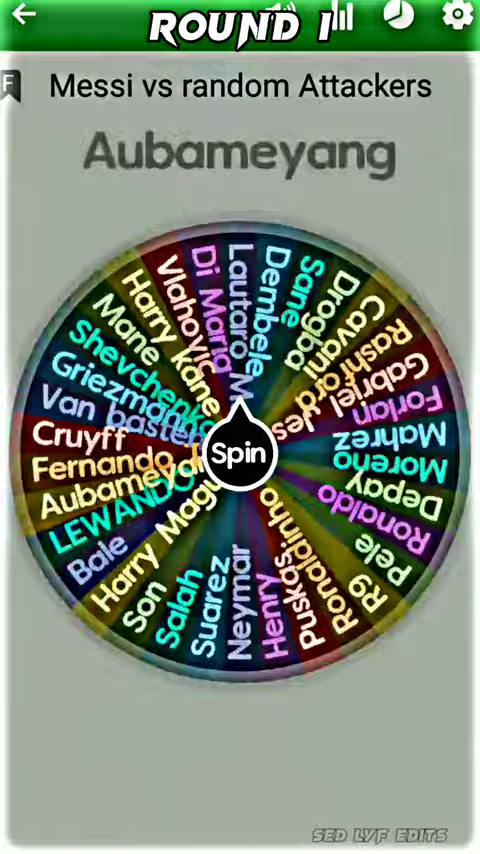 ROUND 1
F
Messi vs random Attackers
Aubameyang
Lautaro M
Dembele
Sane
Drogba
Cavani
Rashford
Gabriel Jes
Forlan
Mahrez
Moreno
Depay
Ronaldo
Pele
R9
Ronaldinho
Puskas
Henry
Neymar
Suarez
Salah
Son
Harry Magu
Bale
LEWANDO
Aubameyan
Fernando
Cruyff
Van basten
Griezmann
Shevchenko
Mane
Harry Kane
Vlahovic
Di Maria
Spin
SED LYF EDITS